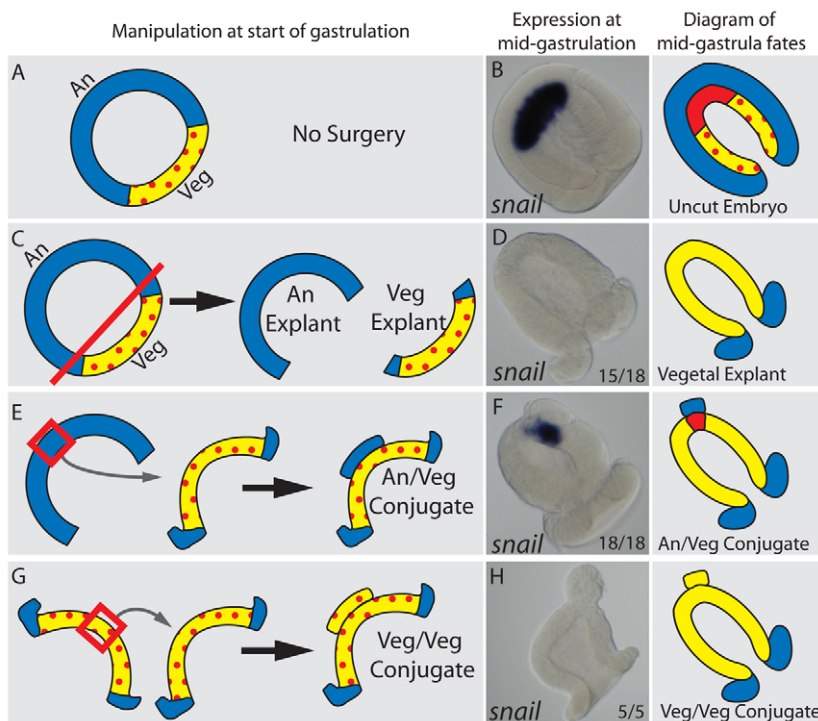 Manipulation at start of gastrulation
Expression at
mid-gastrulation
Diagram of
mid-gastrula fates
A
An
Veg
No Surgery
B
snail
Uncut Embryo
C
An
Veg
An
Explant
Veg
Explant
D
snail
15/18
Vegetal Explant
E
An/Veg
Conjugate
F
snail
18/18
An/Veg Conjugate
G
Veg/Veg
Conjugate
H
snail
5/5
Veg/Veg Conjugate